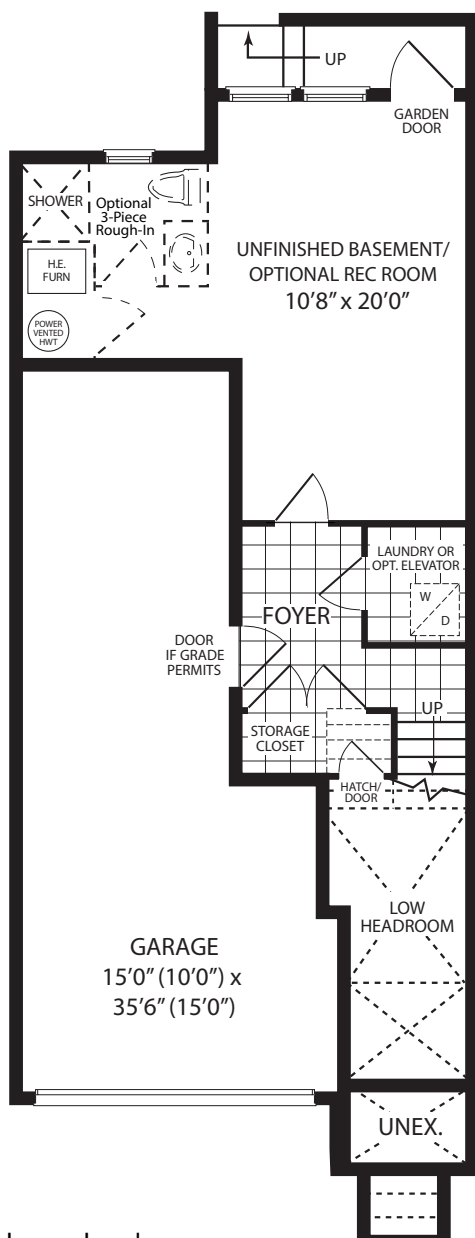 UP
GARDEN
DOOR
SHOWER
Optional
3-Piece
Rough-In
H.E.
FURN
POWER
VENTED
HWT
UNFINISHED BASEMENT/
OPTIONAL REC ROOM
10'8" x 20'0"
LAUNDRY OR
OPT. ELEVATOR
W
D
FOYER
DOOR
IF GRADE
PERMITS
STORAGE
CLOSET
UP
HATCH/
DOOR
LOW
HEADROOM
GARAGE
15'0" (10'0") x
35'6" (15'0")
UNEX.